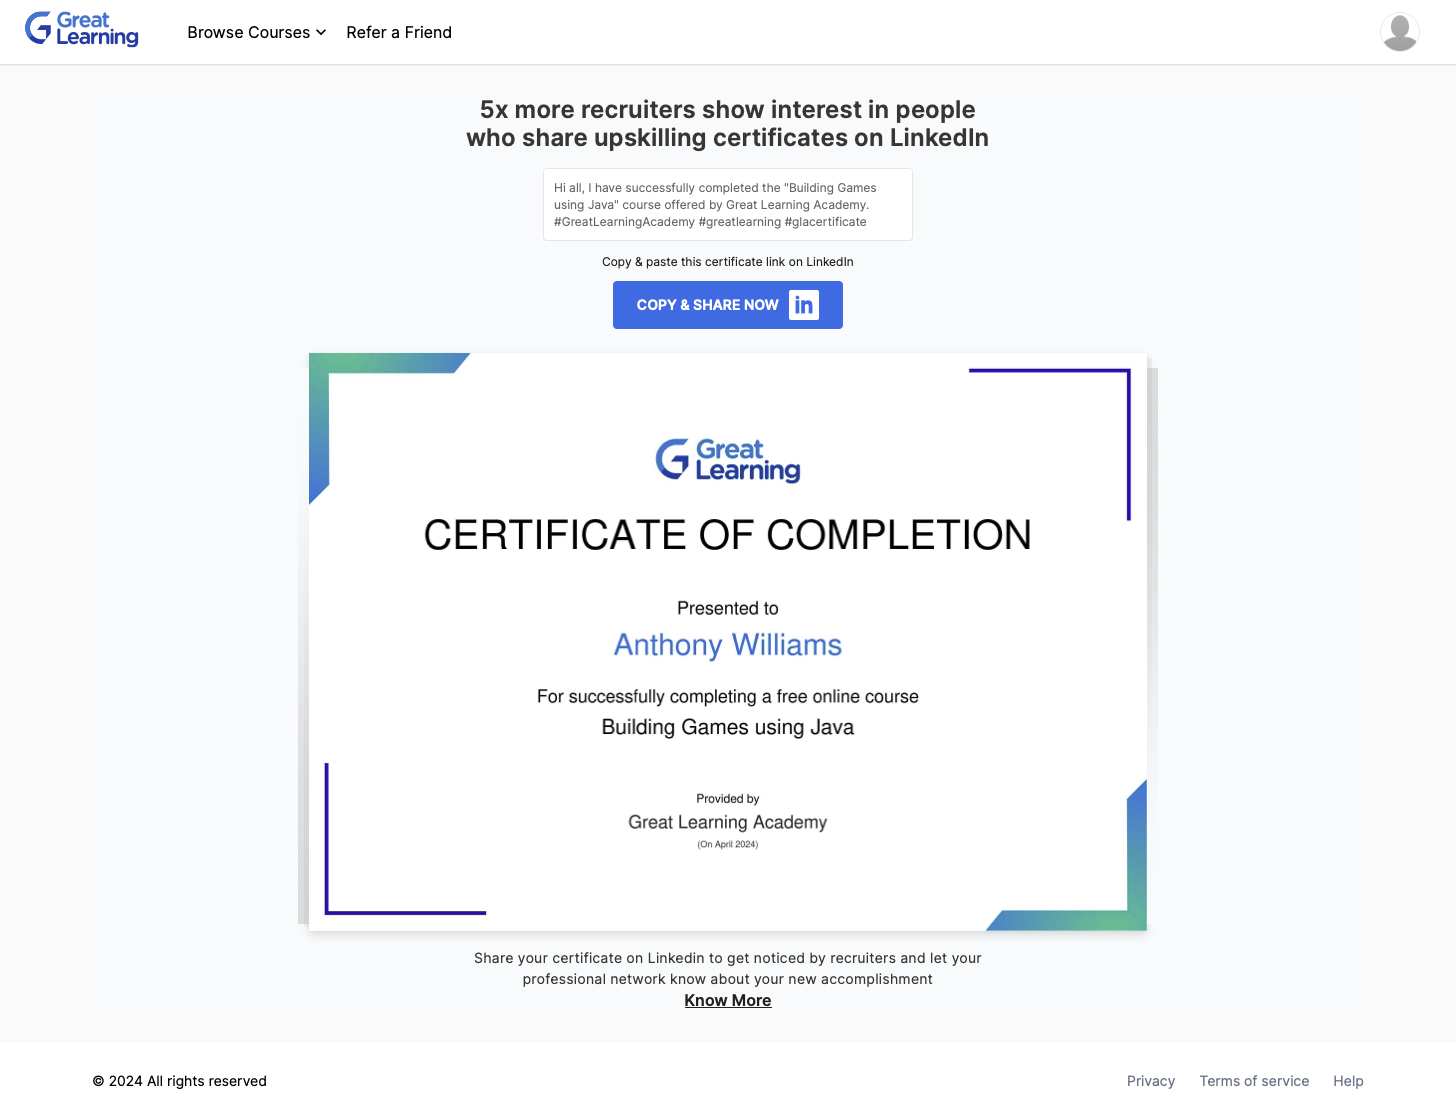 Great
Learning
Browse Courses
Refer a Friend
5x more recruiters show interest in people
who share upskilling certificates on LinkedIn
Hi all, I have successfully completed the "Building Games
using Java" course offered by Great Learning Academy.
#GreatLearningAcademy #greatlearning #glacertificate
Copy & paste this certificate link on LinkedIn
COPY & SHARE NOW in
Great
Learning
CERTIFICATE OF COMPLETION
Presented to
Anthony Williams
For successfully completing a free online course
Building Games using Java
Provided by
Great Learning Academy
(On April 2024)
Share your certificate on Linkedin to get noticed by recruiters and let your
professional network know about your new accomplishment
Know More
© 2024 All rights reserved
Privacy Terms of service Help